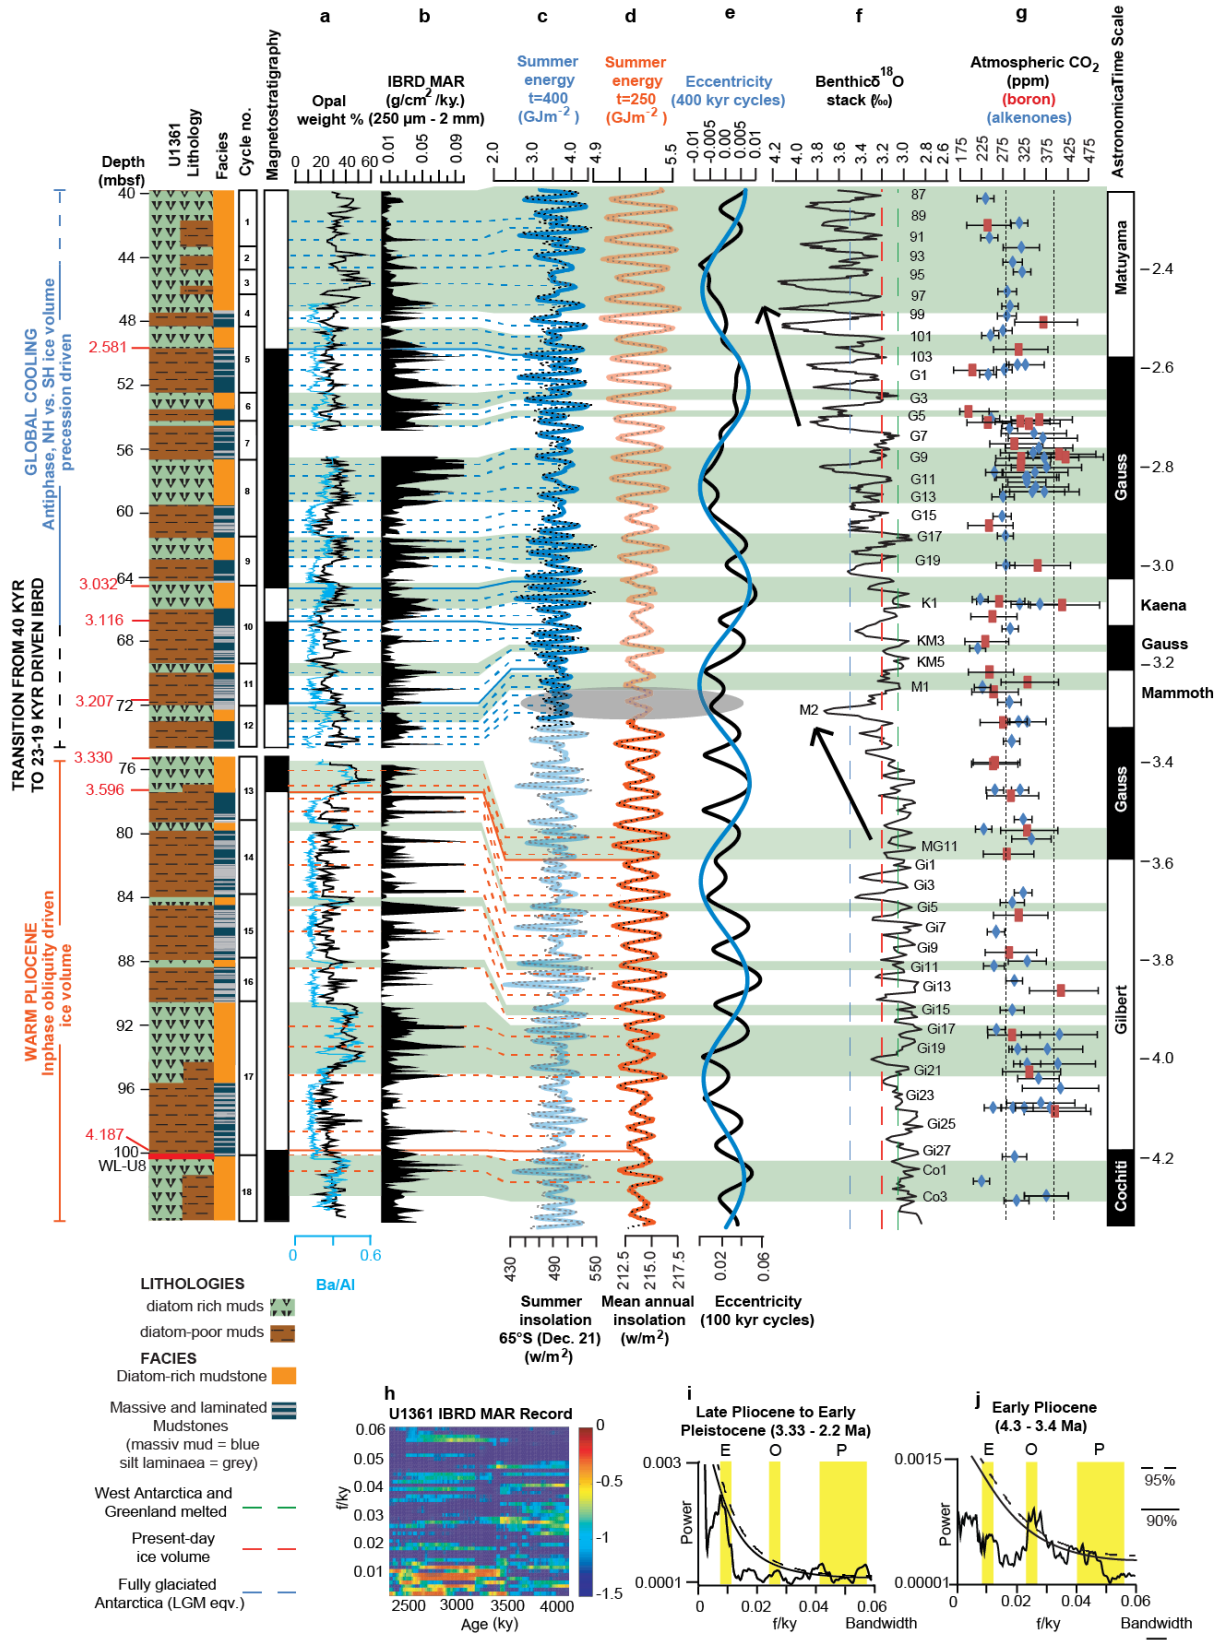 a b c d e f g
Depth
(mbsf)
U1361
Lithology
Facies
Cycle no.
Magnetostratigraphy
Opal
weight %
IBRD MAR
(g/cm2 /ky.)
(250 μm - 2 mm)
Summer
energy
t=400
(GJm-2 )
Summer
energy
t=250
(GJm-2 )
Eccentricity
(400 kyr cycles)
Benthicδ18O
stack (‰)
Atmospheric CO2
(ppm)
(boron)
(alkenones)
AstronomicaTime Scale
0 20 40 60
0.01 0.05 0.09
2.0 3.0 4.0 4.9
5.5
-0.01 -0.005 0.00 0.005 0.01
4.2 4.0 3.8 3.6 3.4 3.2 3.0 2.8 2.6
175 225 275 325 375 425 475
40
44
48
2.581
52
56
60
64
3.032
3.116
68
3.207
72
3.330
76
3.596
80
84
88
92
96
4.187
100
WL-U8
GLOBAL COOLING
Antiphase, NH vs. SH ice volume
precession driven
TRANSITION FROM 40 KYR
TO 23-19 KYR DRIVEN IBRD
WARM PLIOCENE
Inphase obliquity driven
ice volume
1
2
3
4
5
6
7
8
9
10
11
12
13
14
15
16
17
18
87
89
91
93
95
97
99
101
103
G1
G3
G5
G7
G9
G11
G13
G15
G17
G19
K1
KM3
KM5
M1
M2
MG11
Gi1
Gi3
Gi5
Gi7
Gi9
Gi11
Gi13
Gi15
Gi17
Gi19
Gi21
Gi23
Gi25
Gi27
Co1
Co3
Matuyama
Gauss
Kaena
Gauss
Mammoth
Gauss
Gilbert
Cochiti
2.4
2.6
2.8
3.0
3.2
3.4
3.6
3.8
4.0
4.2
0 0.6
Ba/Al
430 490 550
Summer
insolation
65°S (Dec. 21)
(w/m2)
212.5 215.0 217.5
Mean annual
insolation
(w/m2)
0.02 0.06
Eccentricity
(100 kyr cycles)
LITHOLOGIES
diatom rich muds
diatom-poor muds
FACIES
Diatom-rich mudstone
Massive and laminated
Mudstones
(massiv mud = blue
silt laminaea = grey)
West Antarctica and
Greenland melted
Present-day
ice volume
Fully glaciated
Antarctica (LGM eqv.)
h
U1361 IBRD MAR Record
0.06
0.05
0.04
0.03
0.02
0.01
f/ky
2500 3000 3500 4000
Age (ky)
0
-0.5
-1
-1.5
i
Late Pliocene to Early
Pleistocene (3.33 - 2.2 Ma)
E O P
0.003
Power
0.0001
0 0.02 0.04 0.06
f/ky Bandwidth
j
Early Pliocene
(4.3 - 3.4 Ma)
E O P
0.0015
Power
0.00001
0 0.02 0.04 0.06
f/ky Bandwidth
95%
90%